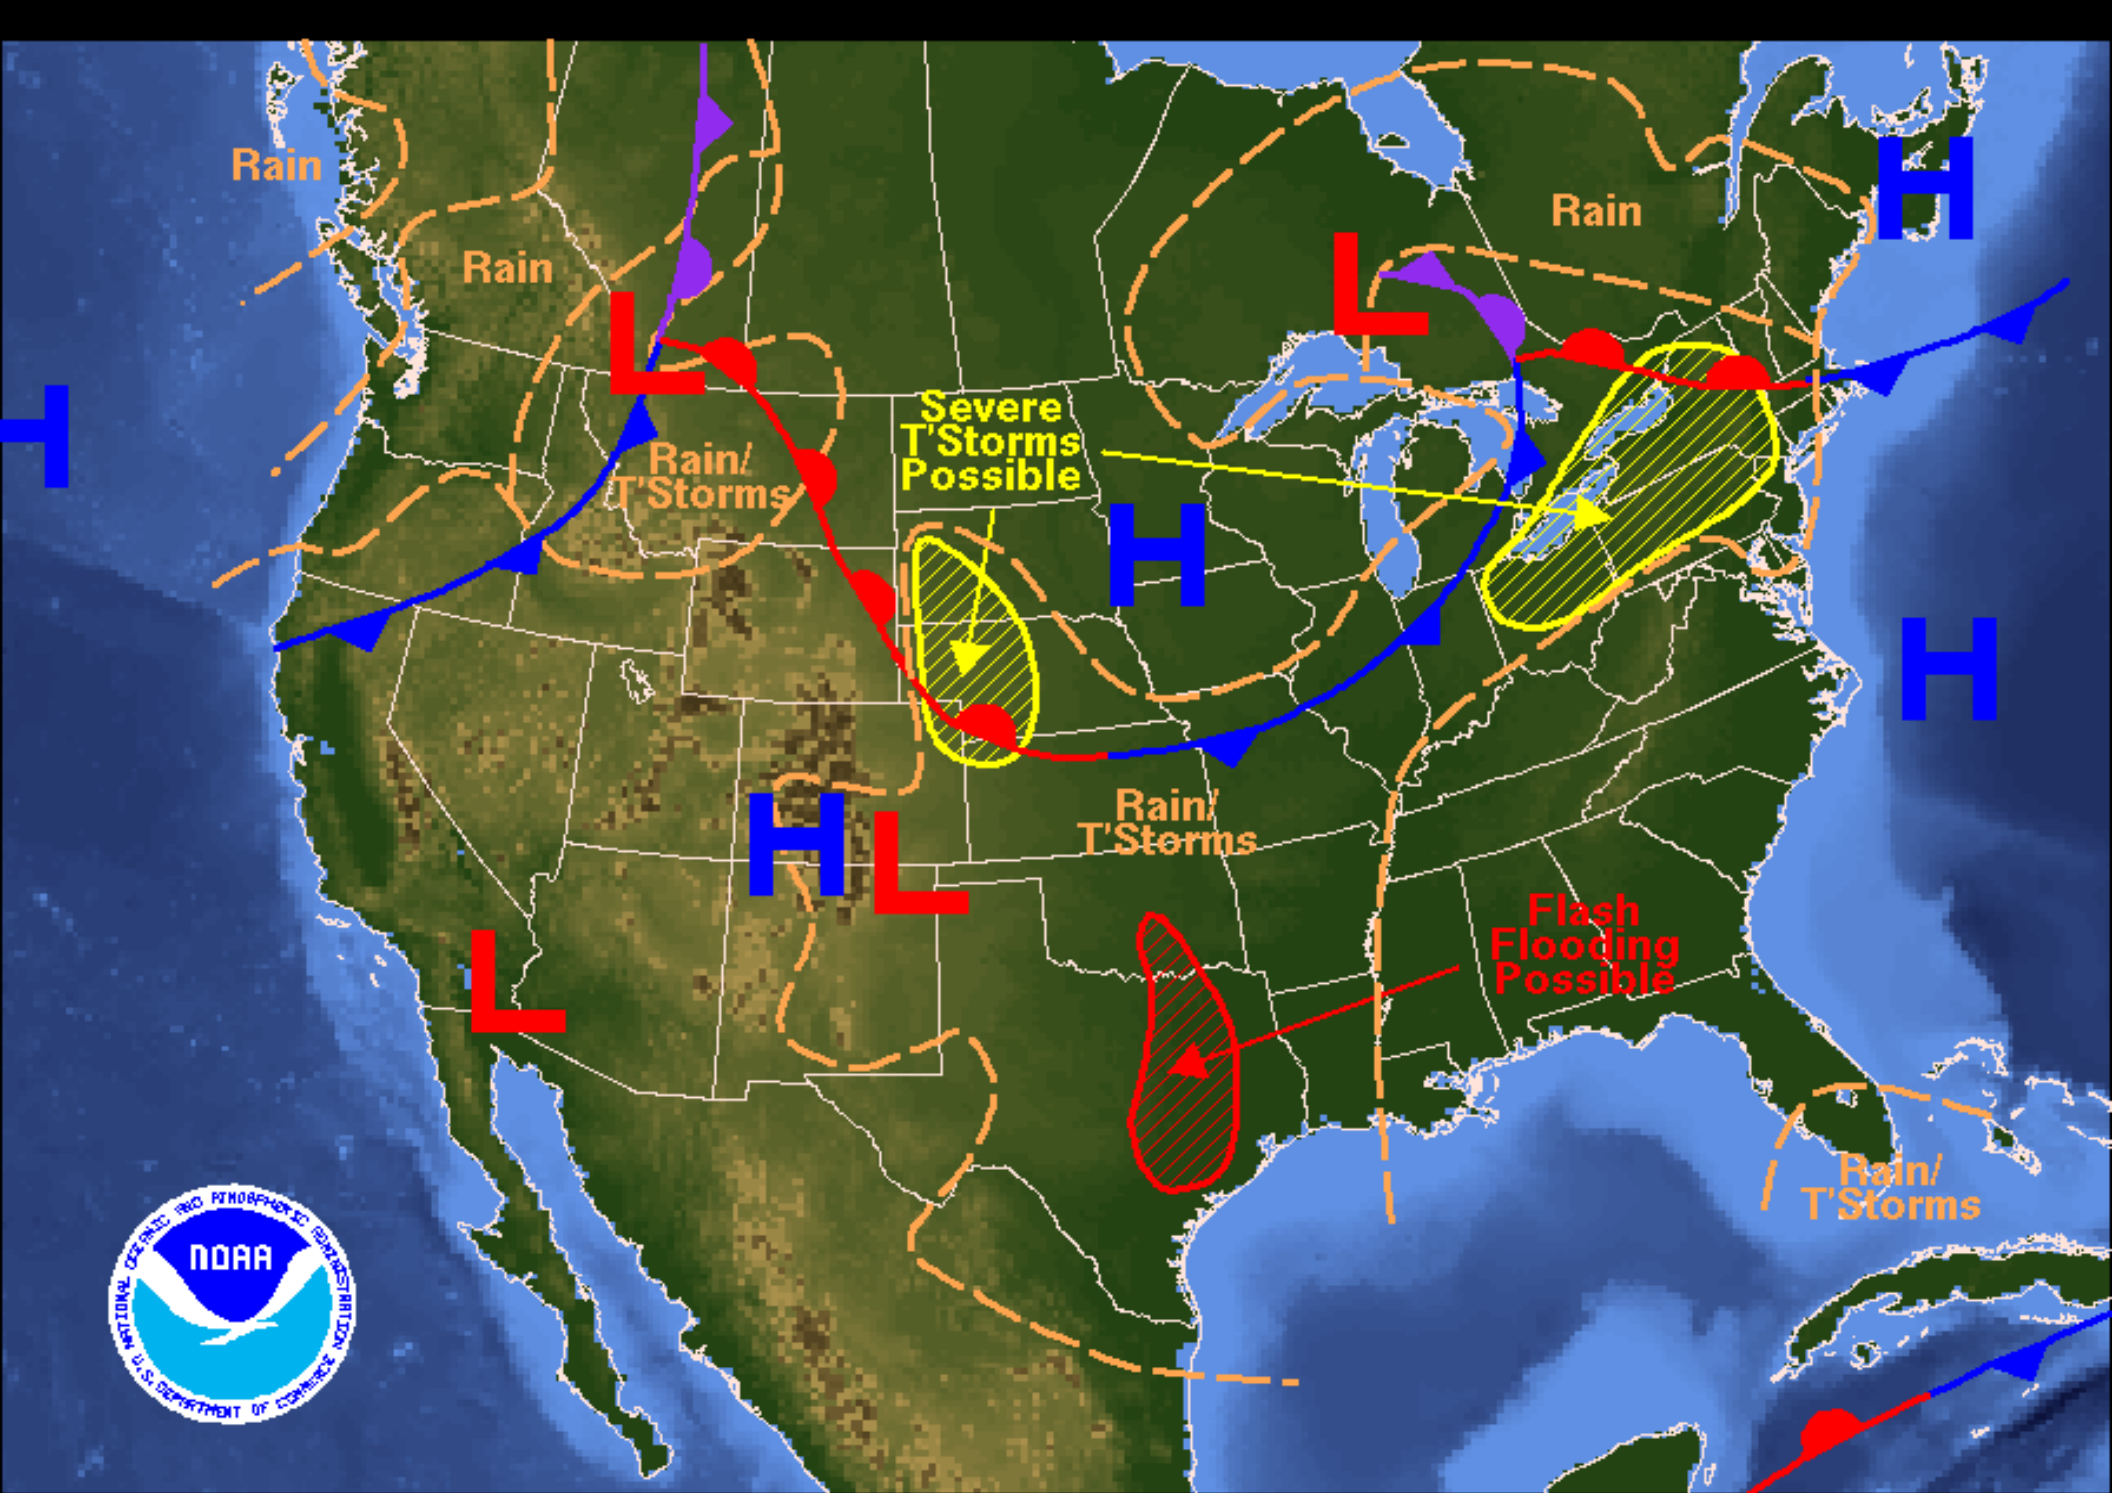 Rain
Rain
Rain
L
L
H
H
Severe
T'Storms
Possible
Rain/
T'Storms
H
H
Rain/
T'Storms
H
L
L
Flash
Flooding
Possible
Rain/
T'Storms
NATIONAL OCEANIC AND ATMOSPHERIC ADMINISTRATION
NOAA
U.S. DEPARTMENT OF COMMERCE